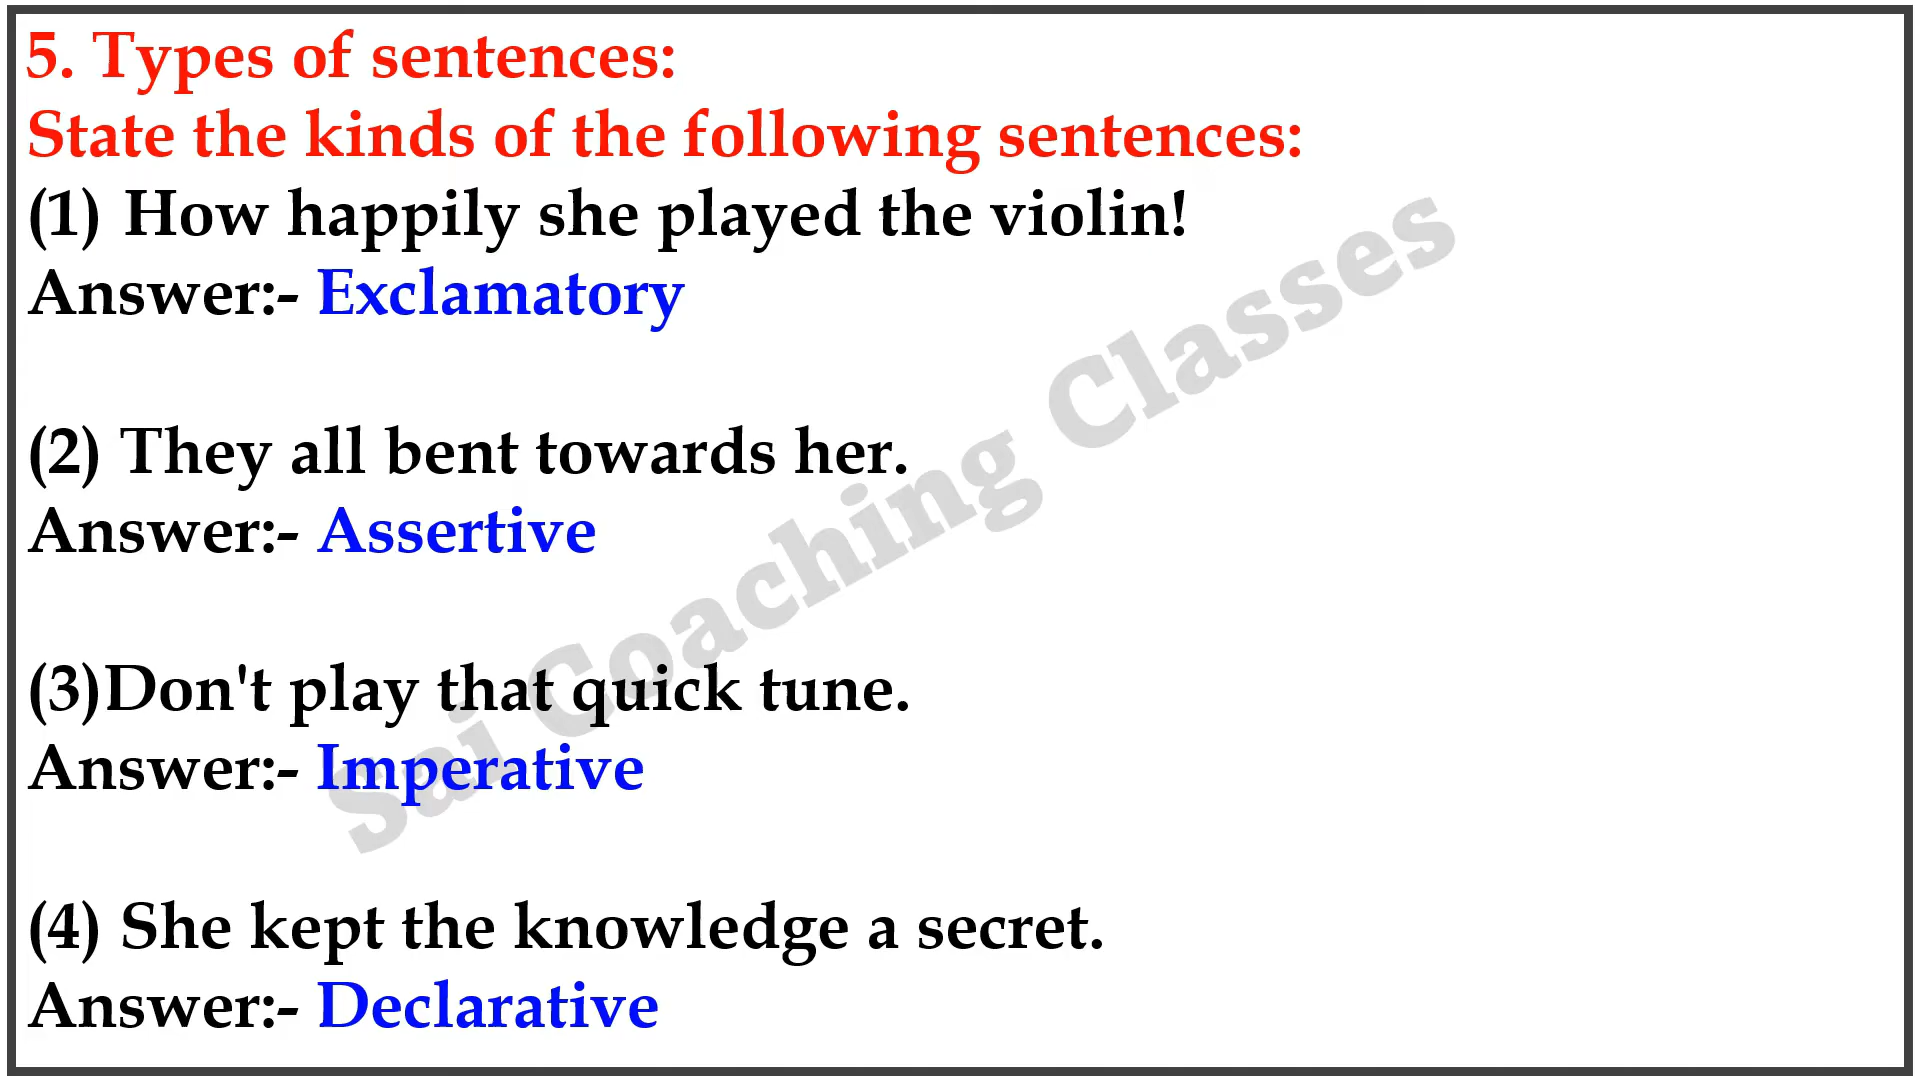 5. Types of sentences:
State the kinds of the following sentences:
(1) How happily she played the violin!
Answer:- Exclamatory
(2) They all bent towards her.
Answer:- Assertive
(3)Don't play that quick tune.
Answer:- Imperative
(4) She kept the knowledge a secret.
Answer:- Declarative
Sai Coaching Classes